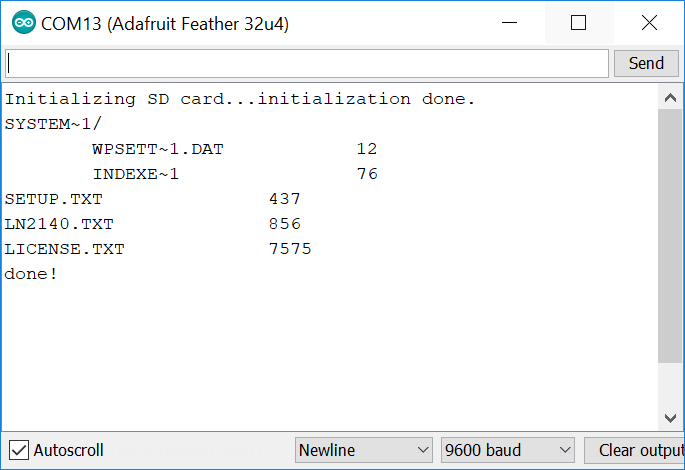 COM13 (Adafruit Feather 32u4)
Send
Initializing SD card...initialization done.
SYSTEM~1/
WPSETT~1.DAT 12
INDEXE~1 76
SETUP.TXT 437
LN2140.TXT 856
LICENSE.TXT 7575
done!
Autoscroll Newline 9600 baud Clear output